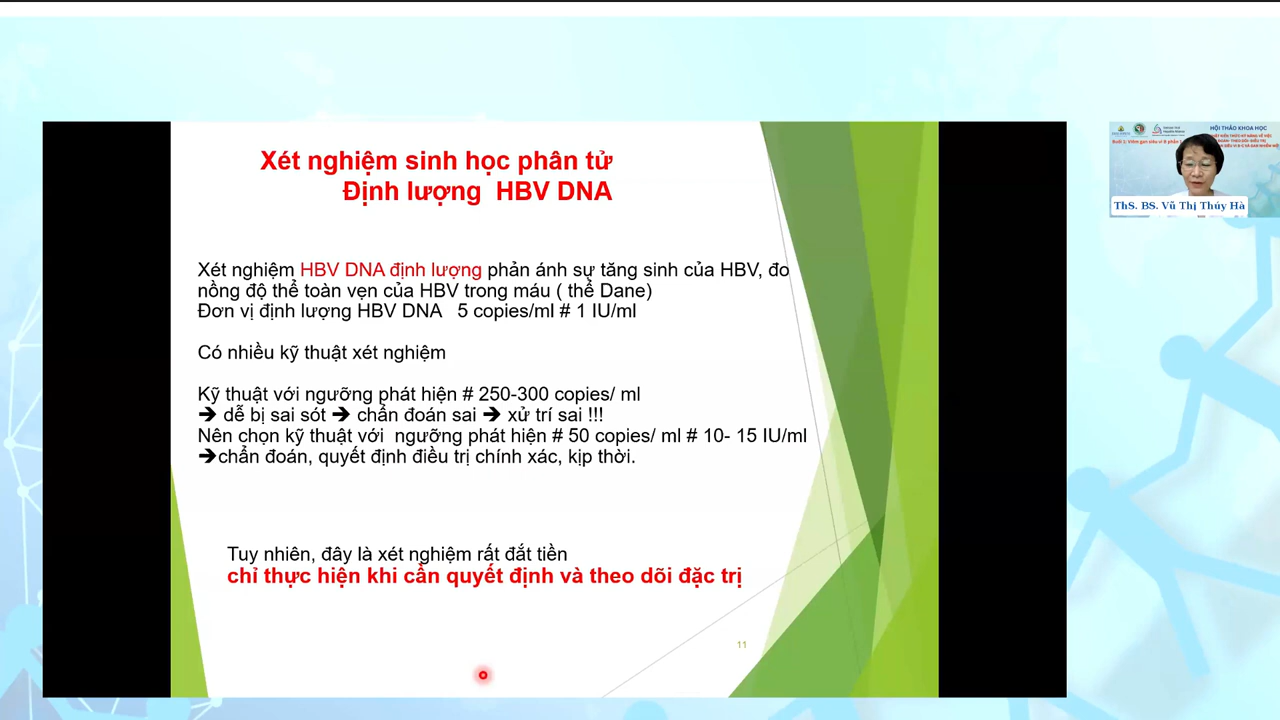 Xét nghiệm sinh học phân tử
Định lượng HBV DNA
Xét nghiệm HBV DNA định lượng phản ánh sự tăng sinh của HBV, đo
nồng độ thể toàn vẹn của HBV trong máu ( thể Dane)
Đơn vị định lượng HBV DNA 5 copies/ml # 1 IU/ml
Có nhiều kỹ thuật xét nghiệm
Kỹ thuật với ngưỡng phát hiện # 250-300 copies/ ml
➔ dễ bị sai sót ➔ chẩn đoán sai ➔ xử trí sai !!!
Nên chọn kỹ thuật với ngưỡng phát hiện # 50 copies/ ml # 10- 15 IU/ml
➔chẩn đoán, quyết định điều trị chính xác, kịp thời.
Tuy nhiên, đây là xét nghiệm rất đắt tiền
chỉ thực hiện khi cần quyết định và theo dõi đặc trị
11
HỘI THẢO KHOA HỌC
ThS. BS. Vũ Thị Thúy Hà